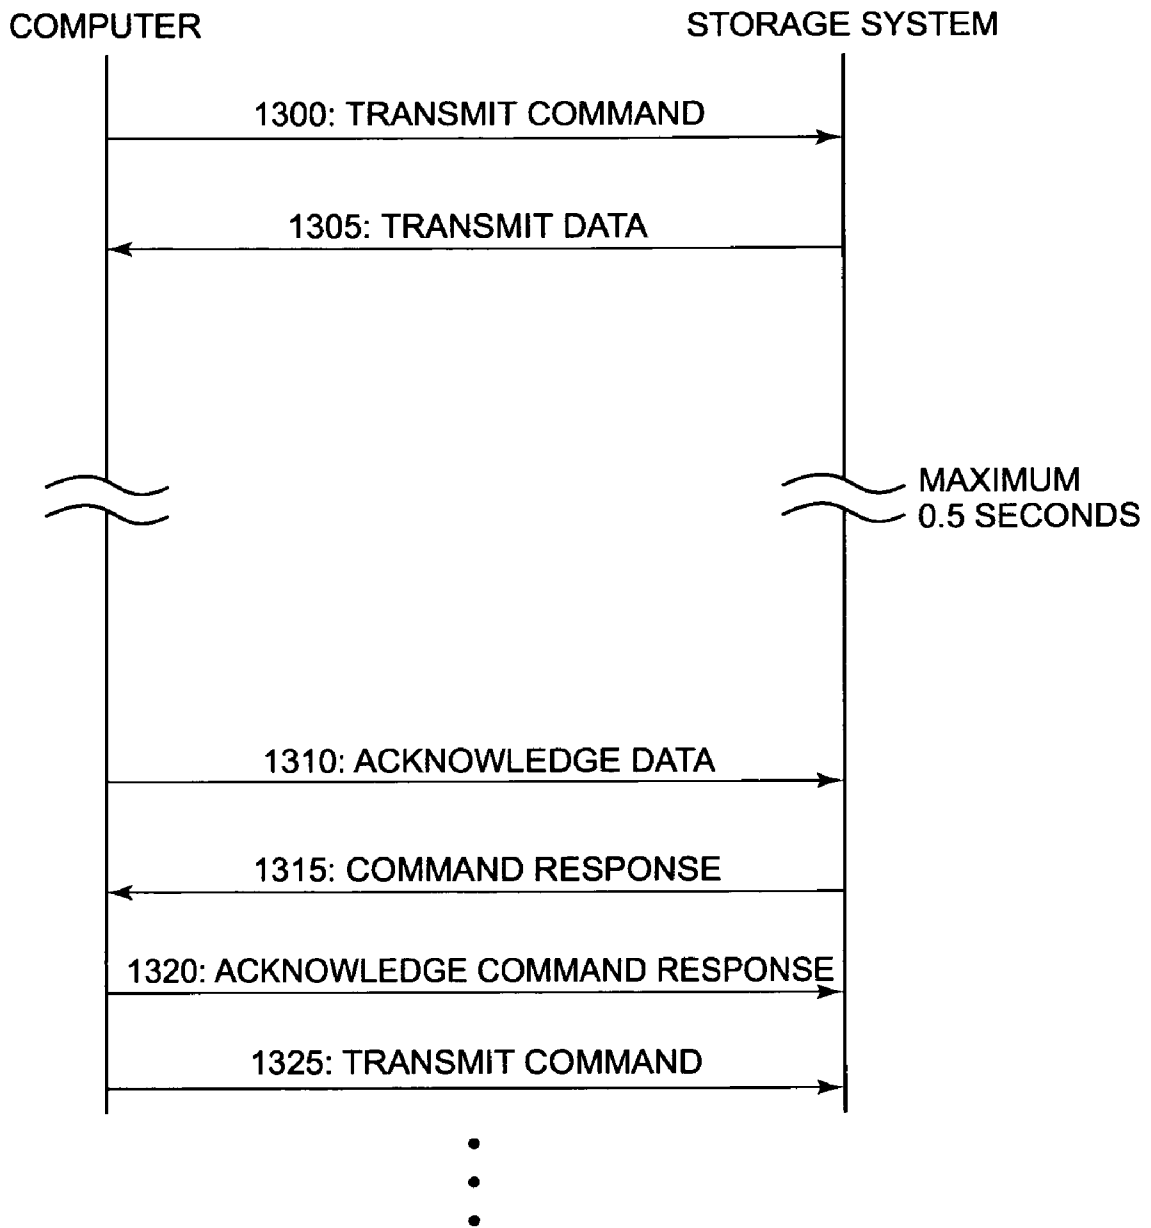 COMPUTER
STORAGE SYSTEM
1300: TRANSMIT COMMAND
1305: TRANSMIT DATA
MAXIMUM
0.5 SECONDS
1310: ACKNOWLEDGE DATA
1315: COMMAND RESPONSE
1320: ACKNOWLEDGE COMMAND RESPONSE
1325: TRANSMIT COMMAND